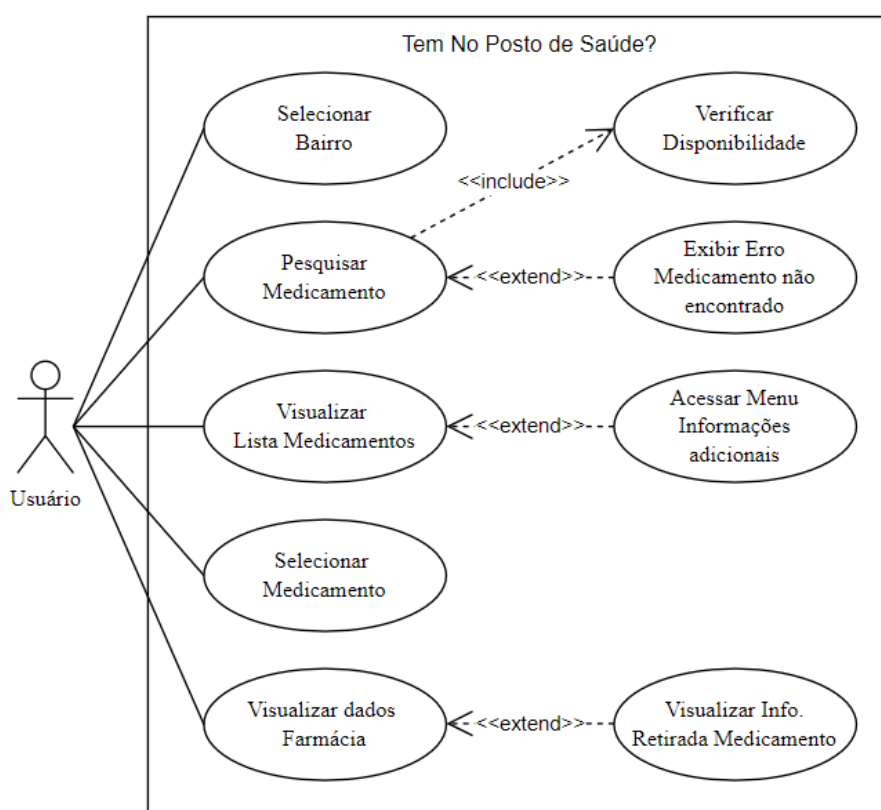 Tem No Posto de Saúde?
Selecionar
Bairro
Verificar
Disponibilidade
<<include>>
Pesquisar
Medicamento
<<extend>>
Exibir Erro
Medicamento não
encontrado
Visualizar
Lista Medicamentos
<<extend>>
Acessar Menu
Informações
adicionais
Usuário
Selecionar
Medicamento
Visualizar dados
Farmácia
<<extend>>
Visualizar Info.
Retirada Medicamento